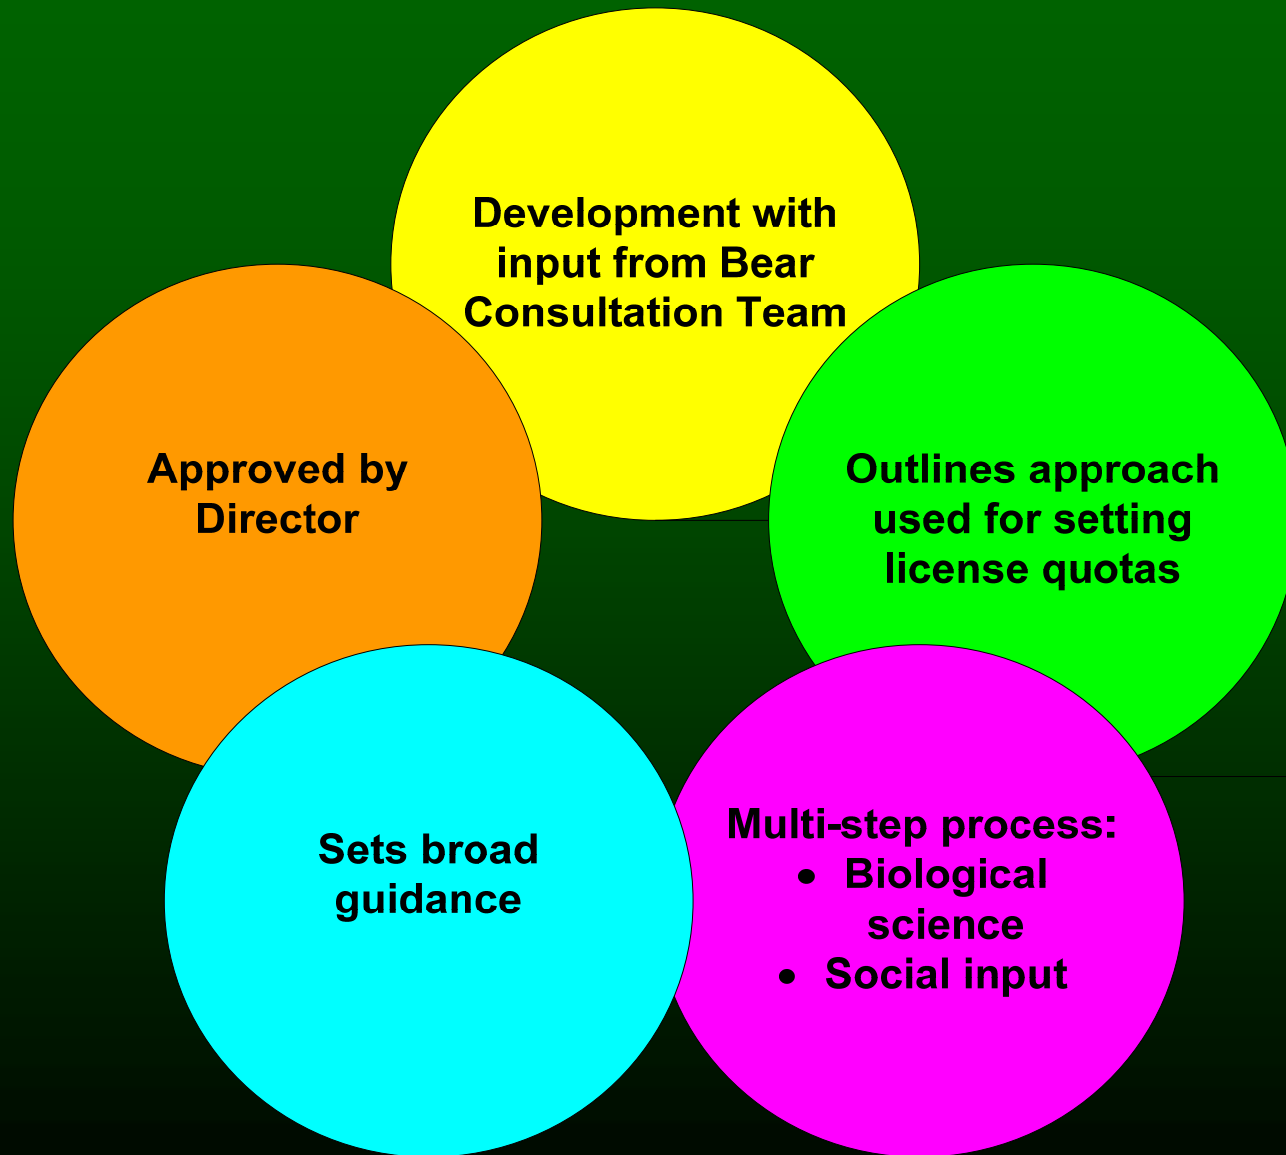 Development with
input from Bear
Consultation Team
Approved by
Director
Outlines approach
used for setting
license quotas
Sets broad
guidance
Multi-step process:
• Biological
science
• Social input